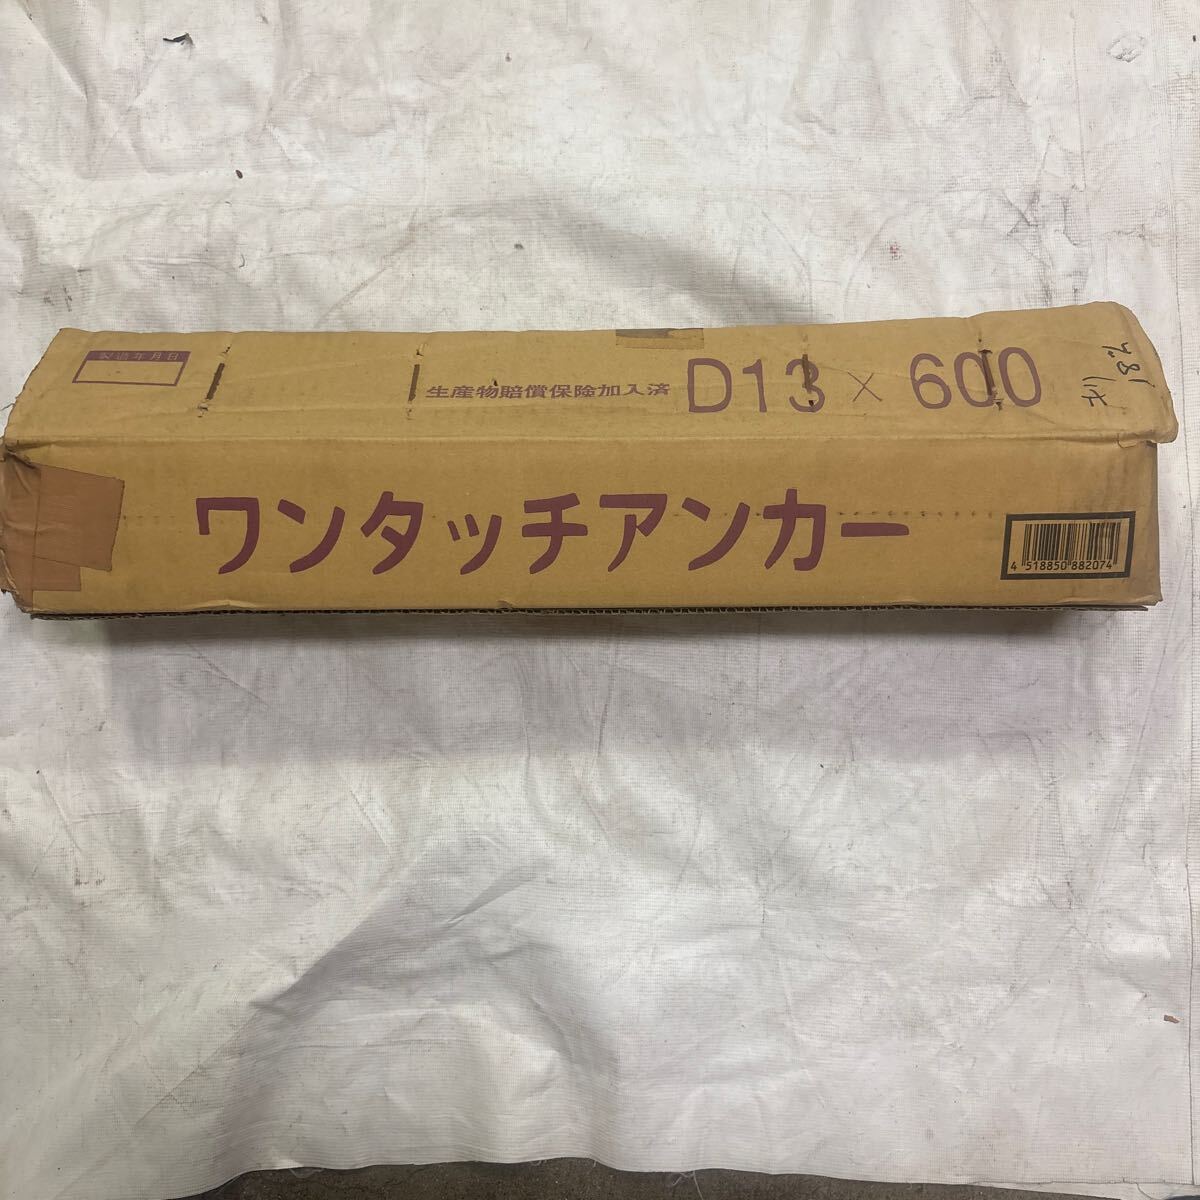 製造年月日
生産物賠償保険加入済 D13 × 600
ワンタッチアンカー
4 518850 882074